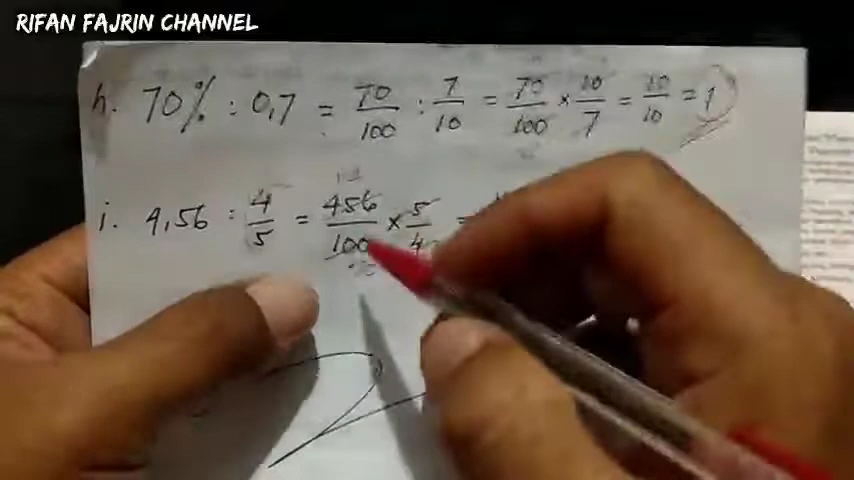 RIFAN FAJRIN CHANNEL
h. 70% : 0,7 = 70/100 : 7/10 = 70/100 × 10/7 = 10/10 = 1
i. 4,56 : 4/5 = 456/100 × 5/4 =